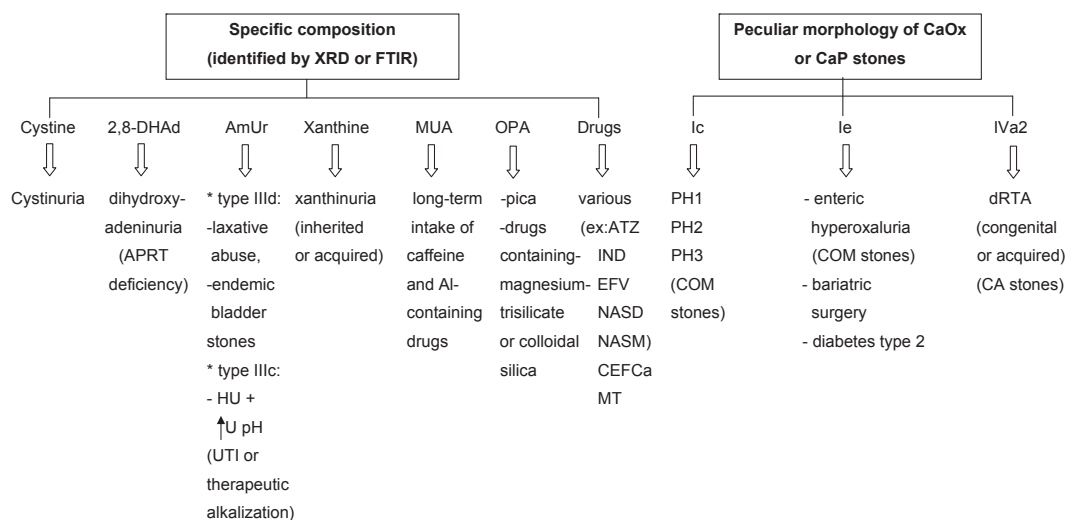 Specific composition
(identified by XRD or FTIR)
Peculiar morphology of CaOx
or CaP stones
Cystine
2,8-DHAd
AmUr
Xanthine
MUA
OPA
Drugs
Ic
Ie
IVa2
Cystinuria
dihydroxy-
adeninuria
(APRT
deficiency)
* type IIId:
-laxative
abuse,
-endemic
bladder
stones
* type IIIc:
- HU +
U pH
(UTI or
therapeutic
alkalization)
xanthinuria
(inherited
or acquired)
long-term
intake of
caffeine
and Al-
containing
drugs
-pica
-drugs
containing-
magnesium-
trisilicate
or colloidal
silica
various
(ex:ATZ
IND
EFV
NASD
NASM)
CEFCa
MT
PH1
PH2
PH3
(COM
stones)
- enteric
hyperoxaluria
(COM stones)
- bariatric
surgery
- diabetes type 2
dRTA
(congenital
or acquired)
(CA stones)